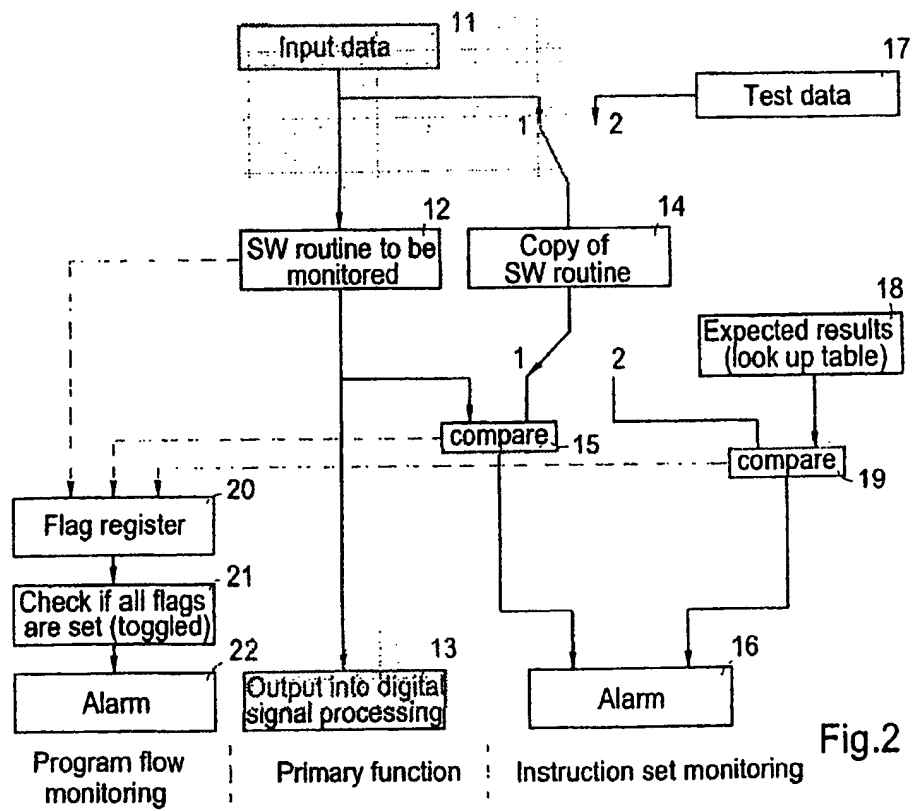 11
Input data
17
Test data
1
2
12
SW routine to be
monitored
14
Copy of
SW routine
18
Expected results
(look up table)
1
2
compare
15
compare
19
20
Flag register
21
Check if all flags
are set (toggled)
22
Alarm
13
Output into digital
signal processing
16
Alarm
Fig.2
Program flow
monitoring
Primary function
Instruction set monitoring